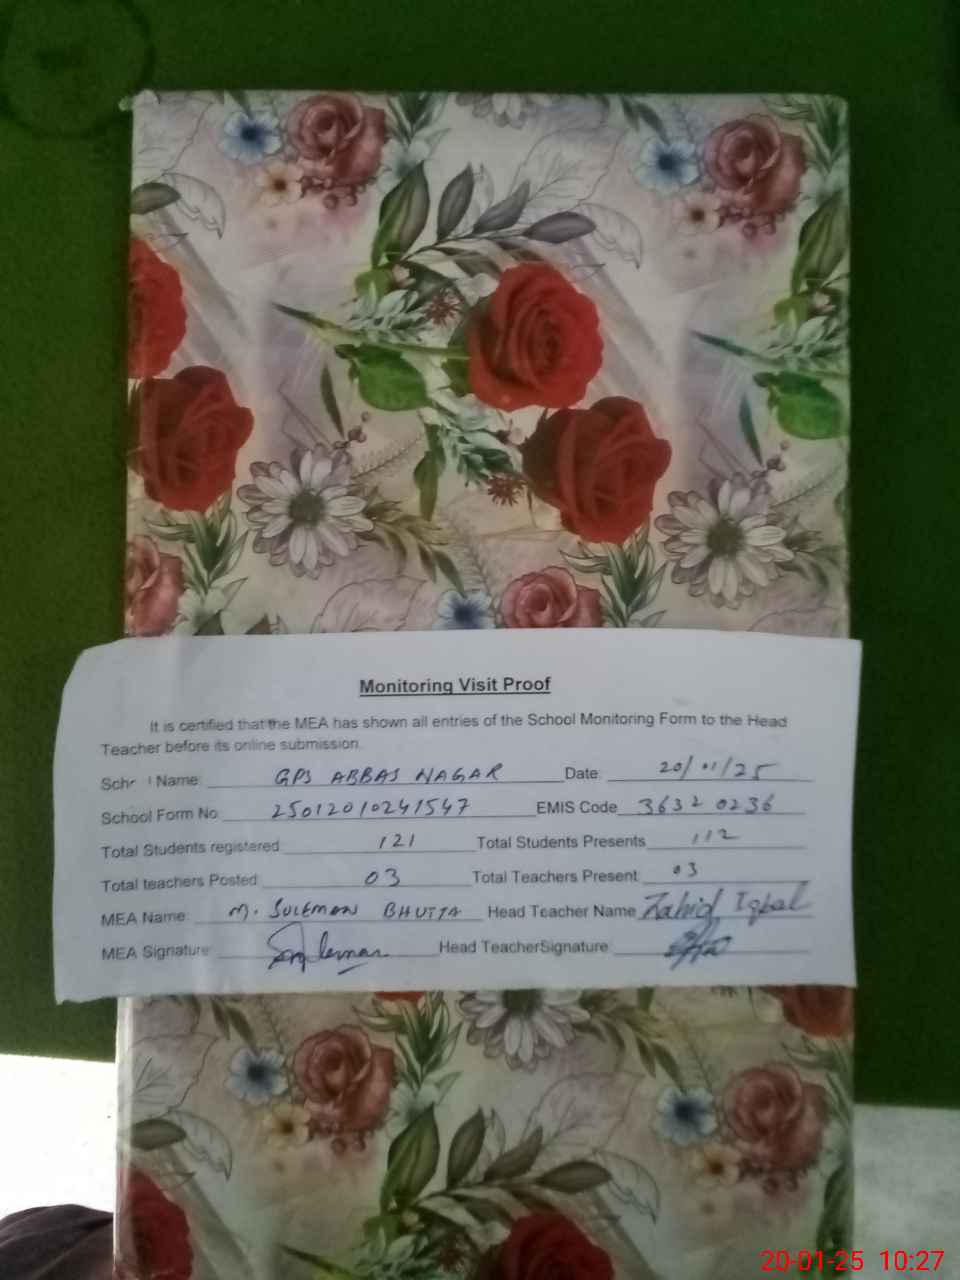 Monitoring Visit Proof
It is certified that the MEA has shown all entries of the School Monitoring Form to the Head
Teacher before its online submission.
Name: GPS ABBAS NAGAR Date: 20/01/25
School Form No 25012010241547 EMIS Code 36320236
Total Students registered 121 Total Students Presents 112
Total teachers Posted 03 Total Teachers Present 03
MEA Name: M. SULEMAN BHUTTA Head Teacher Name Zahid Iqbal
MEA Signature: Head TeacherSignature
20-01-25 10:27